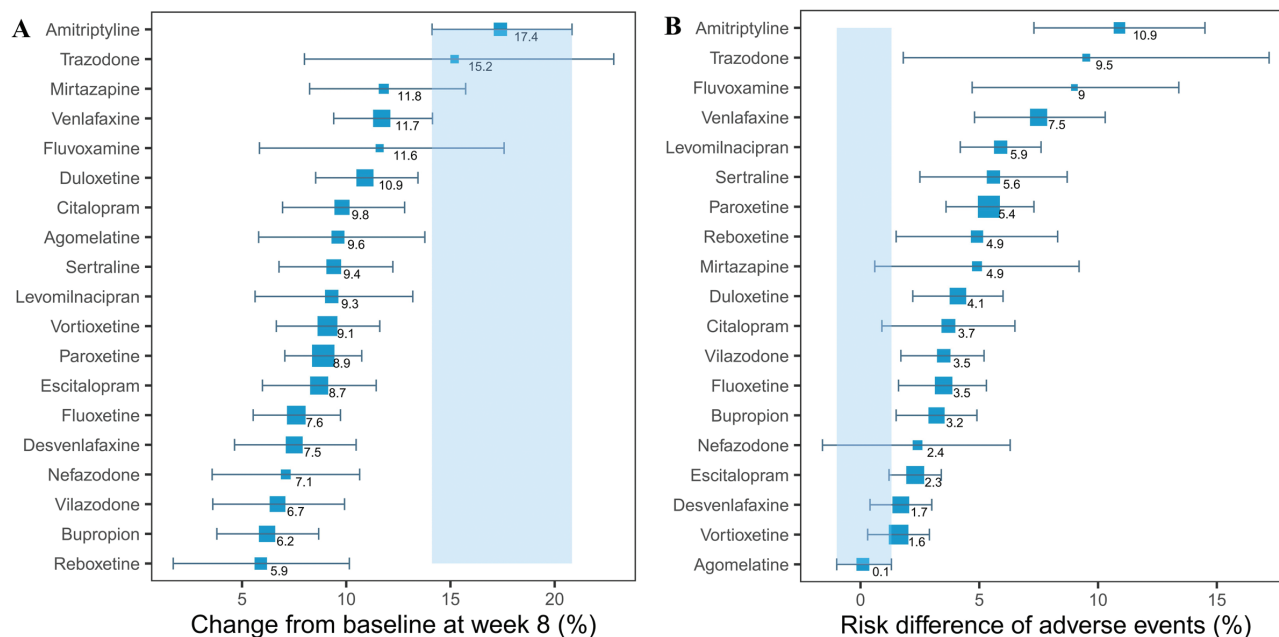 A
Amitriptyline 17.4
Trazodone 15.2
Mirtazapine 11.8
Venlafaxine 11.7
Fluvoxamine 11.6
Duloxetine 10.9
Citalopram 9.8
Agomelatine 9.6
Sertraline 9.4
Levomilnacipran 9.3
Vortioxetine 9.1
Paroxetine 8.9
Escitalopram 8.7
Fluoxetine 7.6
Desvenlafaxine 7.5
Nefazodone 7.1
Vilazodone 6.7
Bupropion 6.2
Reboxetine 5.9
5 10 15 20
Change from baseline at week 8 (%)
B
Amitriptyline 10.9
Trazodone 9.5
Fluvoxamine 9
Venlafaxine 7.5
Levomilnacipran 5.9
Sertraline 5.6
Paroxetine 5.4
Reboxetine 4.9
Mirtazapine 4.9
Duloxetine 4.1
Citalopram 3.7
Vilazodone 3.5
Fluoxetine 3.5
Bupropion 3.2
Nefazodone 2.4
Escitalopram 2.3
Desvenlafaxine 1.7
Vortioxetine 1.6
Agomelatine 0.1
0 5 10 15
Risk difference of adverse events (%)